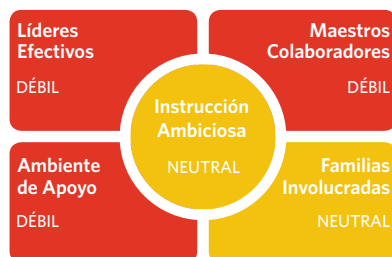 Líderes
Efectivos
DÉBIL
Maestros
Colaboradores
DÉBIL
Instrucción
Ambiciosa
NEUTRAL
Ambiente
de Apoyo
DÉBIL
Familias
Involucradas
NEUTRAL